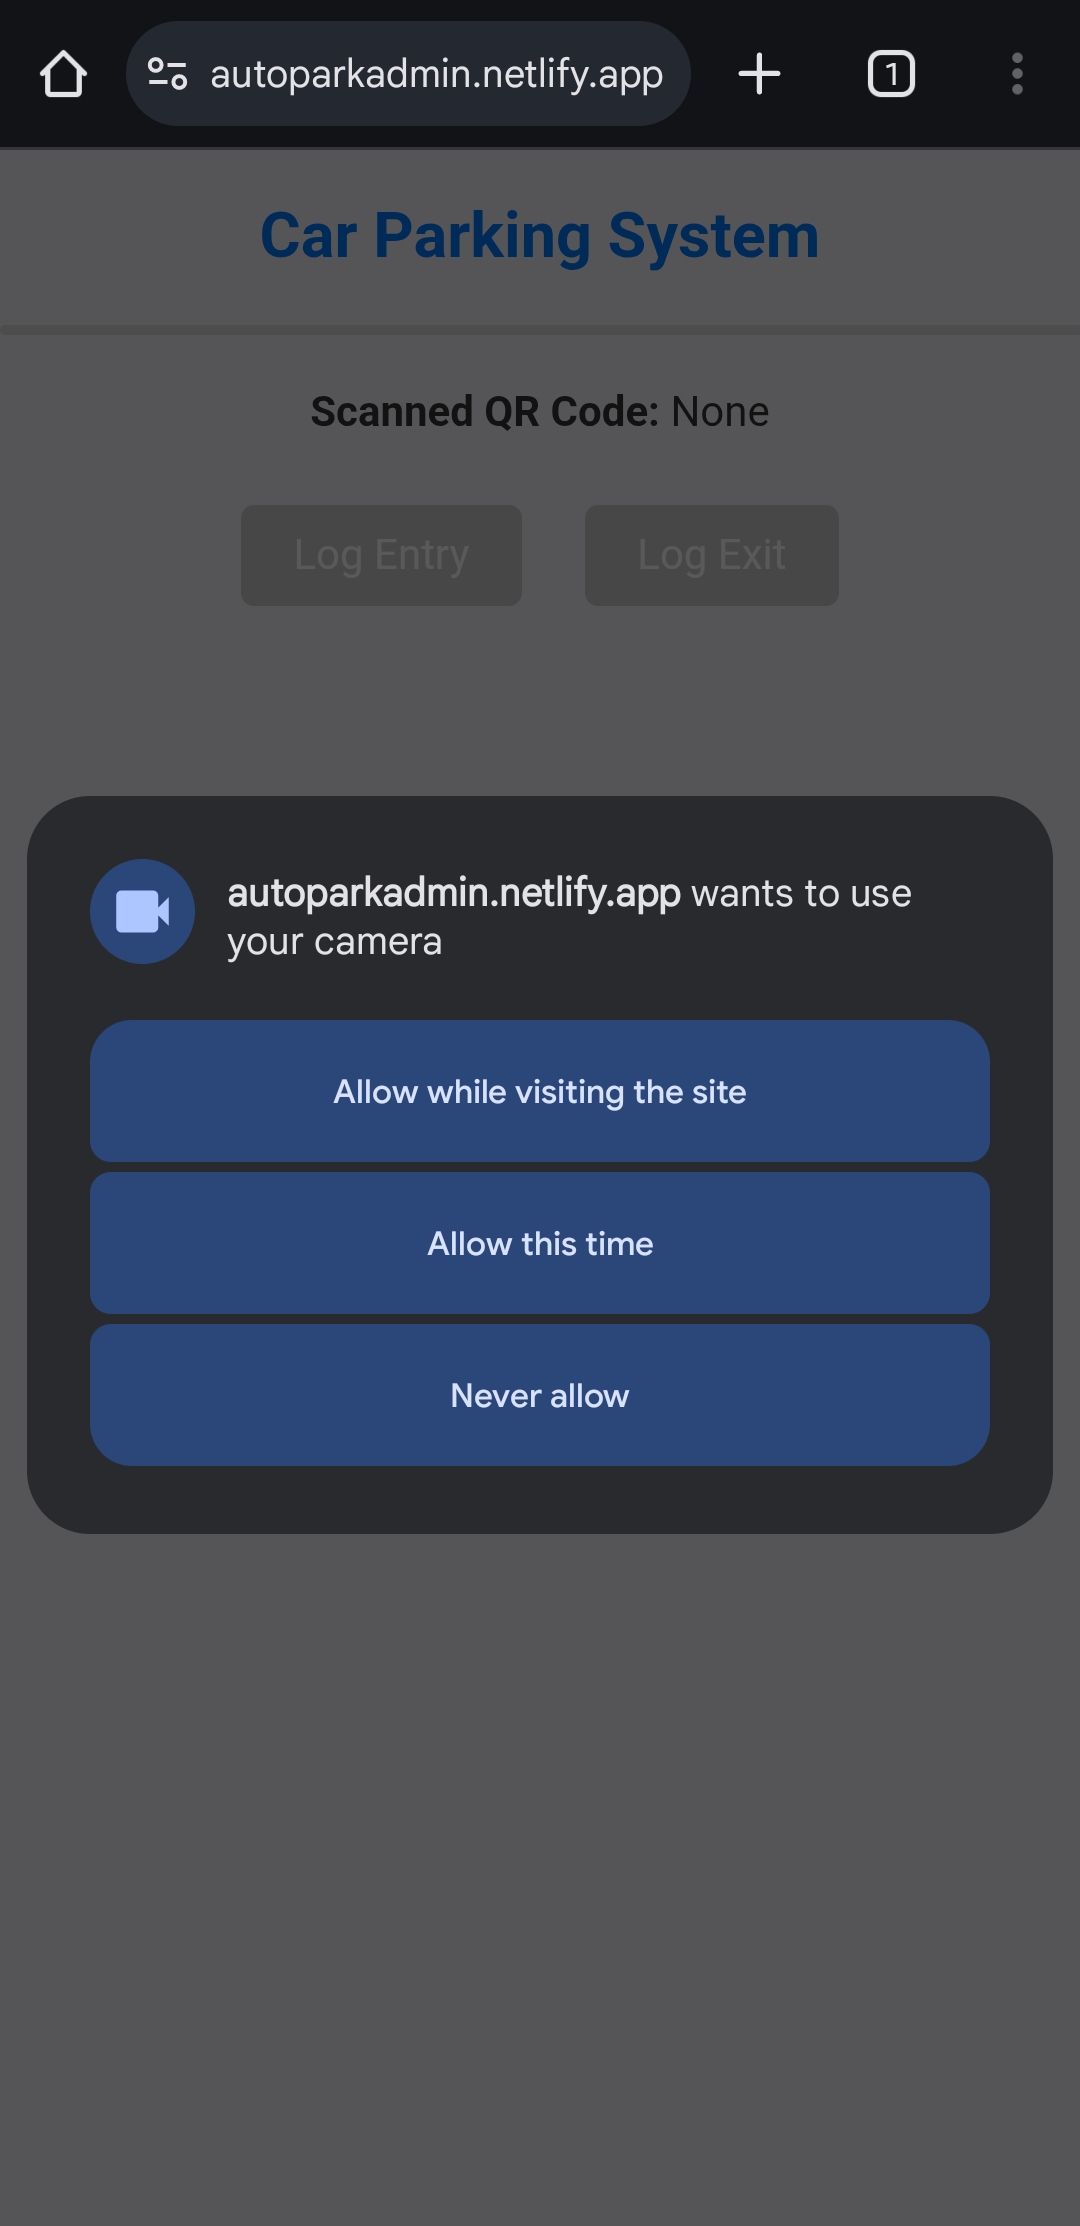 autoparkadmin.netlify.app
1
Car Parking System
Scanned QR Code: None
Log Entry
Log Exit
autoparkadmin.netlify.app wants to use
your camera
Allow while visiting the site
Allow this time
Never allow